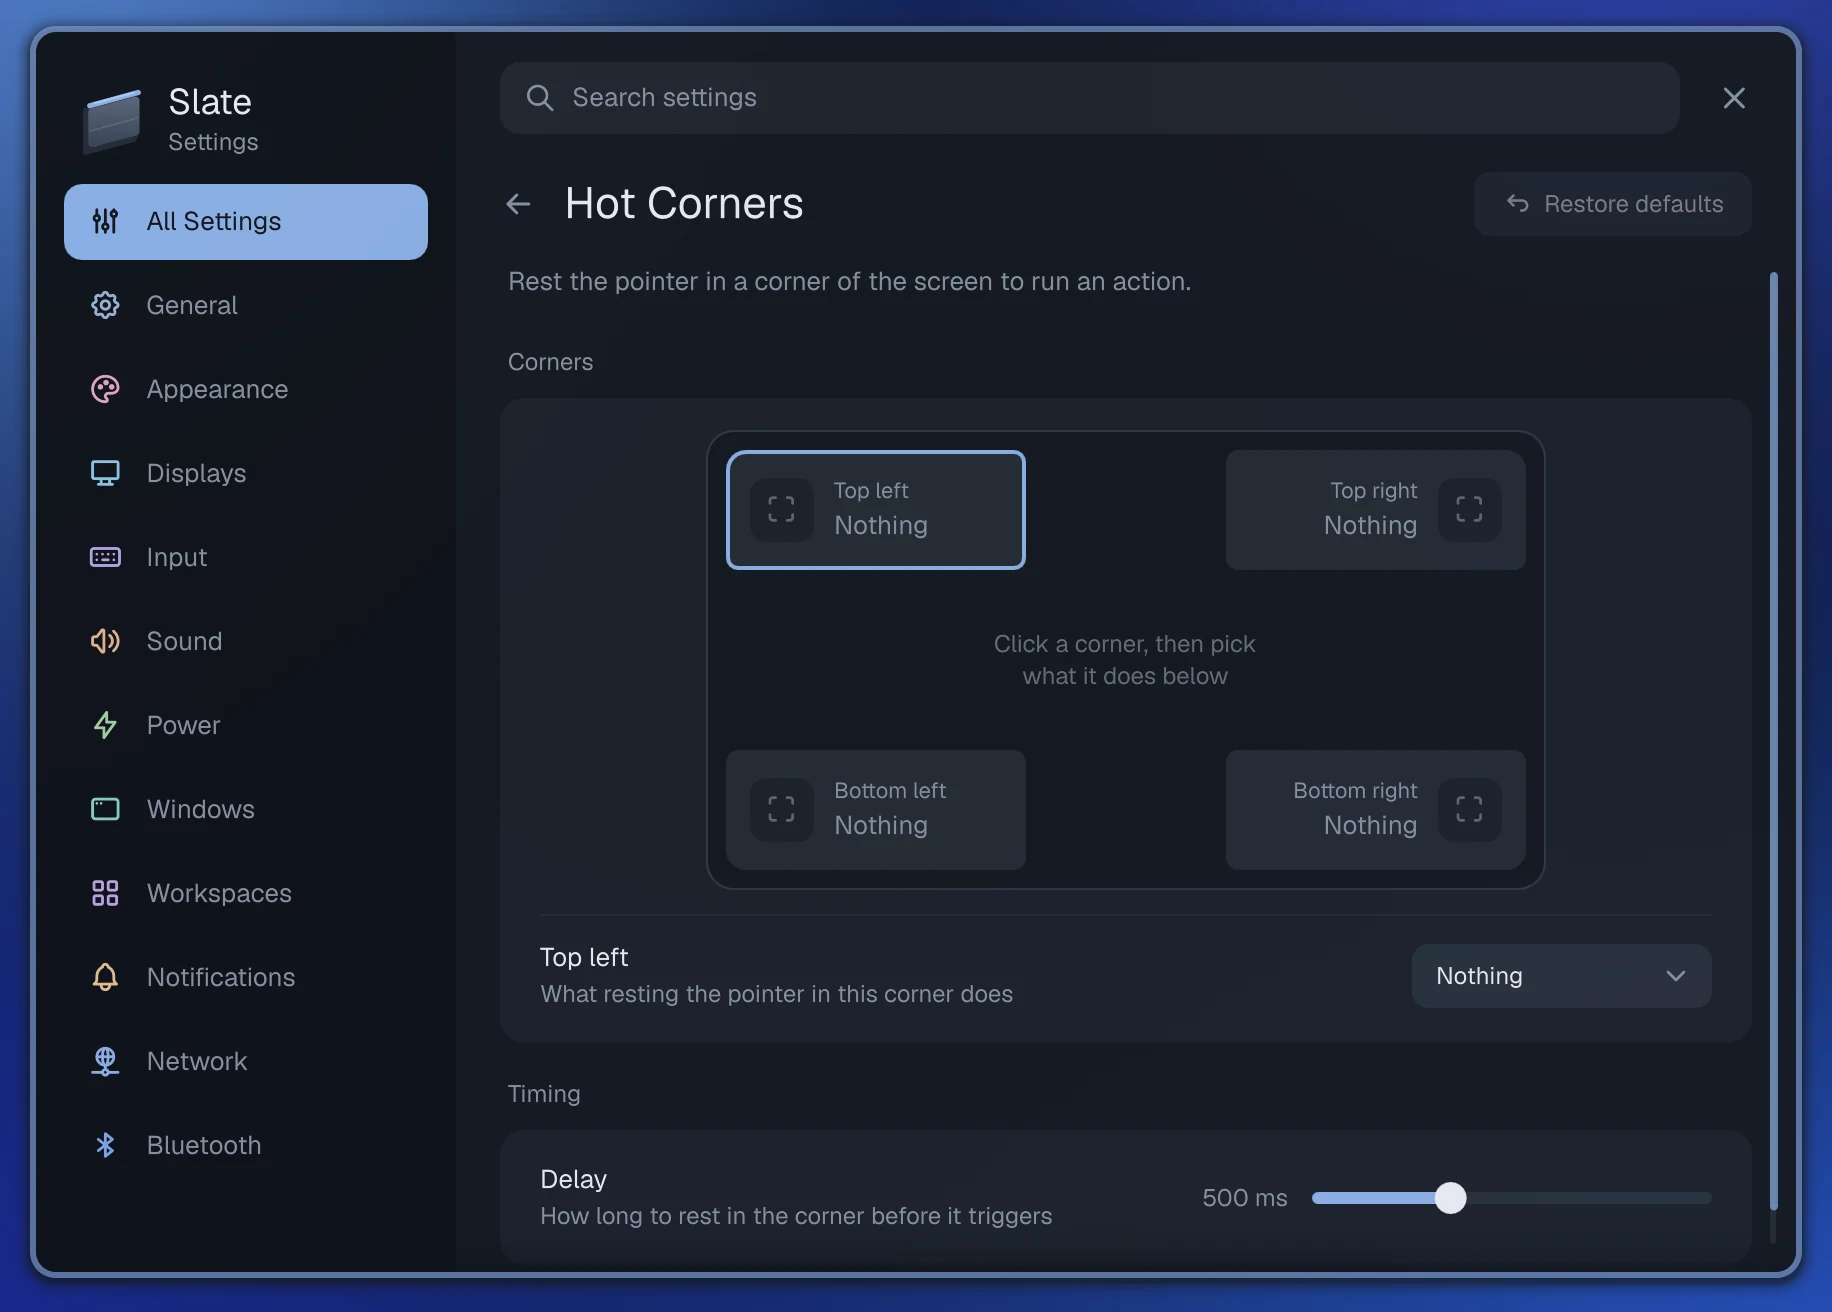 Slate
Settings
All Settings
General
Appearance
Displays
Input
Sound
Power
Windows
Workspaces
Notifications
Network
Bluetooth
Search settings
Hot Corners
Restore defaults
Rest the pointer in a corner of the screen to run an action.
Corners
Top left
Nothing
Top right
Nothing
Click a corner, then pick
what it does below
Bottom left
Nothing
Bottom right
Nothing
Top left
What resting the pointer in this corner does
Nothing
Timing
Delay
How long to rest in the corner before it triggers
500 ms